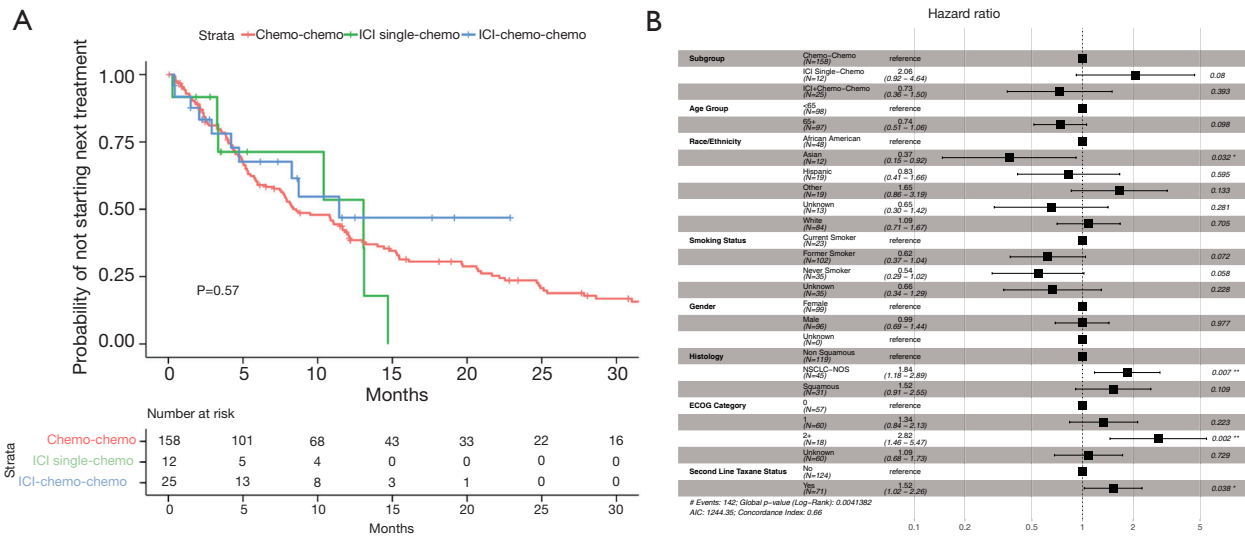 A
Strata Chemo-chemo ICI single-chemo ICI-chemo-chemo
Probability of not starting next treatment
1.00
0.75
0.50
0.25
0.00
P=0.57
0 5 10 15 20 25 30
Months
Number at risk
Strata
Chemo-chemo 158 101 68 43 33 22 16
ICI single-chemo 12 5 4 0 0 0 0
ICI-chemo-chemo 25 13 8 3 1 0 0
0 5 10 15 20 25 30
Months
B
Hazard ratio
Subgroup Chemo-Chemo reference
(N=158)
ICI Single-Chemo 2.06 0.08
(N=12) (0.92 - 4.64)
ICI+Chemo-Chemo 0.73 0.393
(N=25) (0.36 - 1.50)
Age Group <65 reference
(N=98)
65+ 0.74 0.098
(N=97) (0.51 - 1.06)
Race/Ethnicity African American reference
(N=48)
Asian 0.37 0.032 *
(N=12) (0.15 - 0.92)
Hispanic 0.83 0.595
(N=19) (0.41 - 1.66)
Other 1.65 0.133
(N=19) (0.86 - 3.19)
Unknown 0.65 0.281
(N=13) (0.30 - 1.42)
White 1.09 0.705
(N=84) (0.71 - 1.67)
Smoking Status Current Smoker reference
(N=23)
Former Smoker 0.62 0.072
(N=102) (0.37 - 1.04)
Never Smoker 0.54 0.058
(N=35) (0.29 - 1.02)
Unknown 0.66 0.228
(N=35) (0.34 - 1.29)
Gender Female reference
(N=99)
Male 0.99 0.977
(N=96) (0.69 - 1.44)
Unknown reference
(N=0)
Histology Non Squamous reference
(N=119)
NSCLC-NOS 1.84 0.007 **
(N=45) (1.18 - 2.89)
Squamous 1.52 0.109
(N=31) (0.91 - 2.55)
ECOG Category 0 reference
(N=57)
1 1.34 0.223
(N=60) (0.84 - 2.13)
2+ 2.82 0.002 **
(N=18) (1.46 - 5.47)
Unknown 1.09 0.729
(N=60) (0.68 - 1.73)
Second Line Taxane Status No reference
(N=124)
Yes 1.52 0.038 *
(N=71) (1.02 - 2.26)
# Events: 142; Global p-value (Log-Rank): 0.0041382
AIC: 1244.35; Concordance Index: 0.66
0.1 0.2 0.5 1 2 5